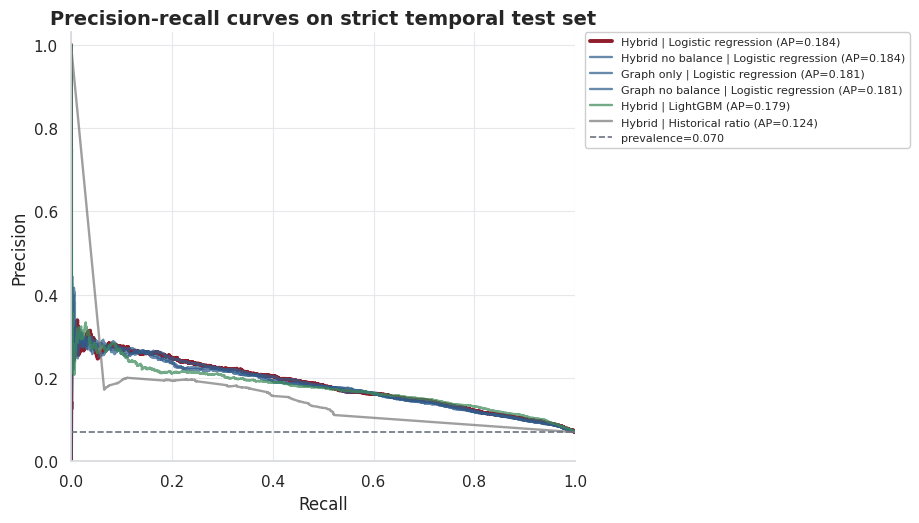 Precision-recall curves on strict temporal test set
Hybrid | Logistic regression (AP=0.184)
Hybrid no balance | Logistic regression (AP=0.184)
Graph only | Logistic regression (AP=0.181)
Graph no balance | Logistic regression (AP=0.181)
Hybrid | LightGBM (AP=0.179)
Hybrid | Historical ratio (AP=0.124)
prevalence=0.070
Precision
1.0
0.8
0.6
0.4
0.2
0.0
0.0 0.2 0.4 0.6 0.8 1.0
Recall